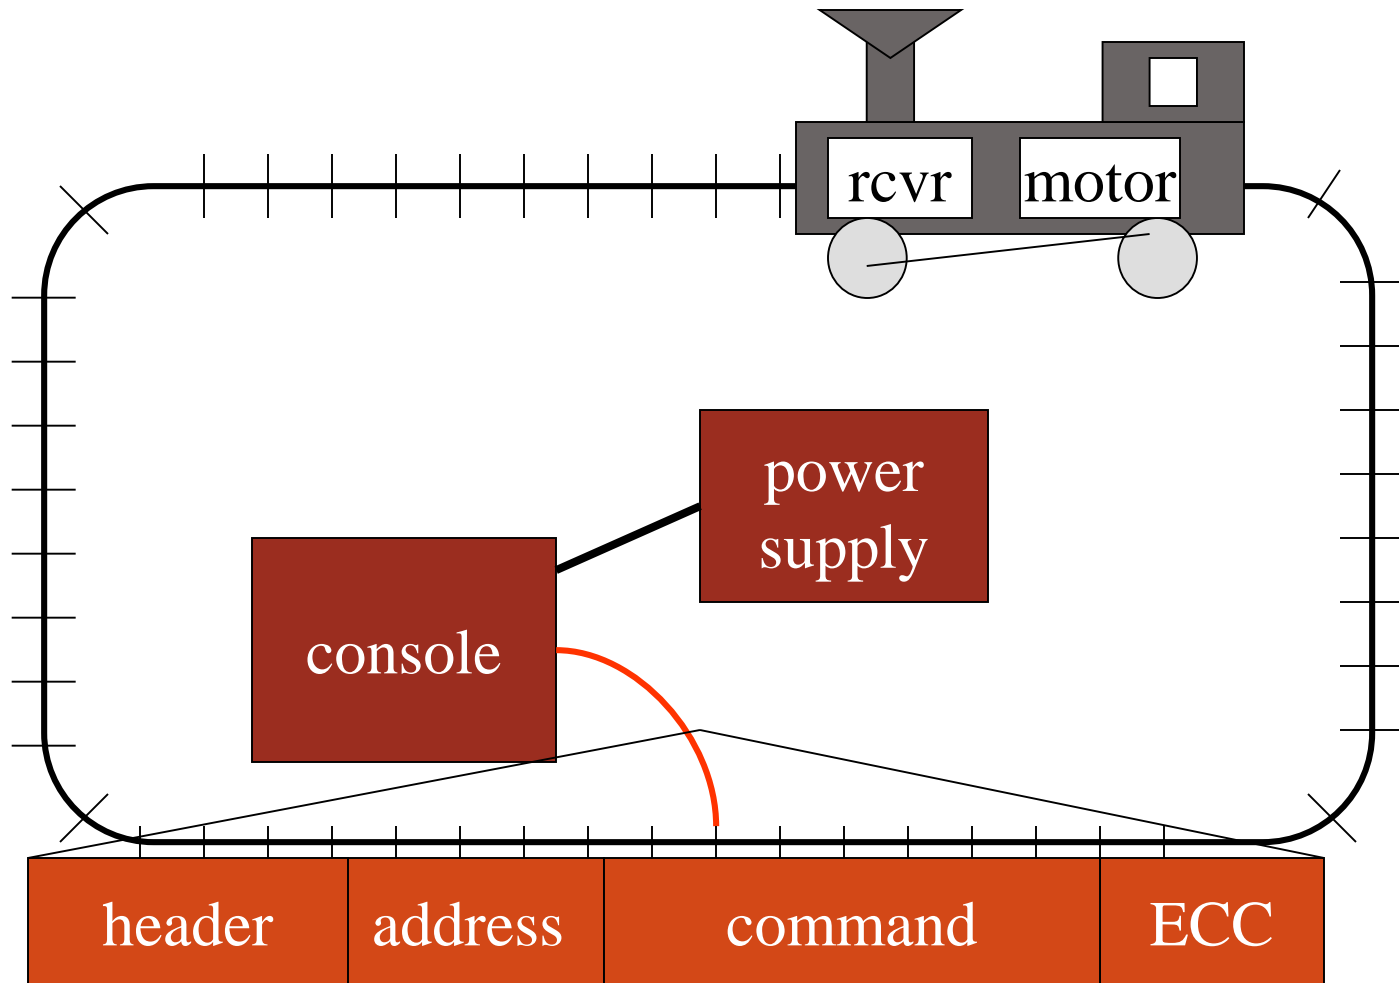 rcvr motor
power
supply
console
header address command ECC